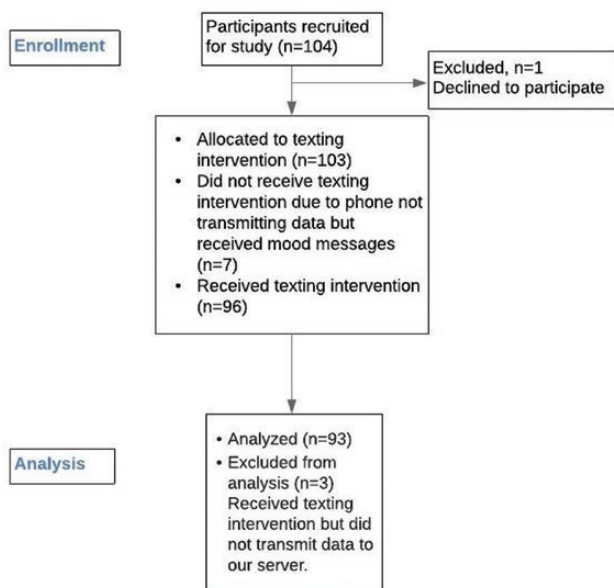 Enrollment
Participants recruited
for study (n=104)
Excluded, n=1
Declined to participate
• Allocated to texting
intervention (n=103)
• Did not receive texting
intervention due to phone not
transmitting data but
received mood messages
(n=7)
• Received texting intervention
(n=96)
Analysis
• Analyzed (n=93)
• Excluded from
analysis (n=3)
Received texting
intervention but did
not transmit data to
our server.